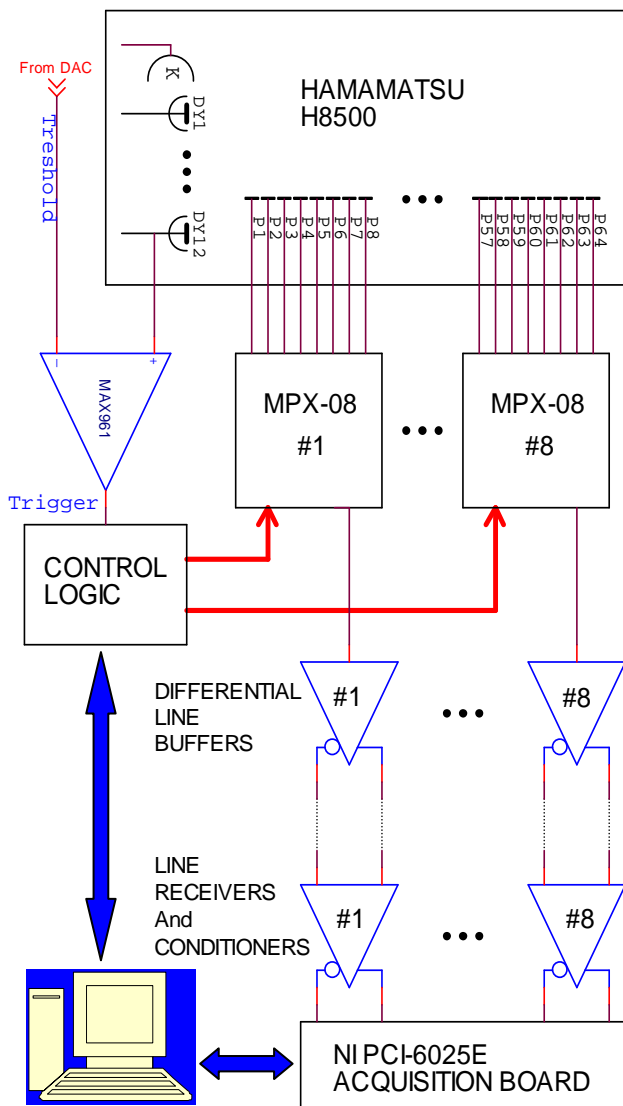 From DAC
Treshold
K
DY1
DY12
HAMAMATSU
H8500
P1
P2
P3
P4
P5
P6
P7
P8
P57
P58
P59
P60
P61
P62
P63
P64
-
+
MAX961
MPX-08
#1
MPX-08
#8
Trigger
CONTROL
LOGIC
DIFFERENTIAL
LINE
BUFFERS
#1
#8
LINE
RECEIVERS
And
CONDITIONERS
#1
#8
NI PCI-6025E
ACQUISITION BOARD